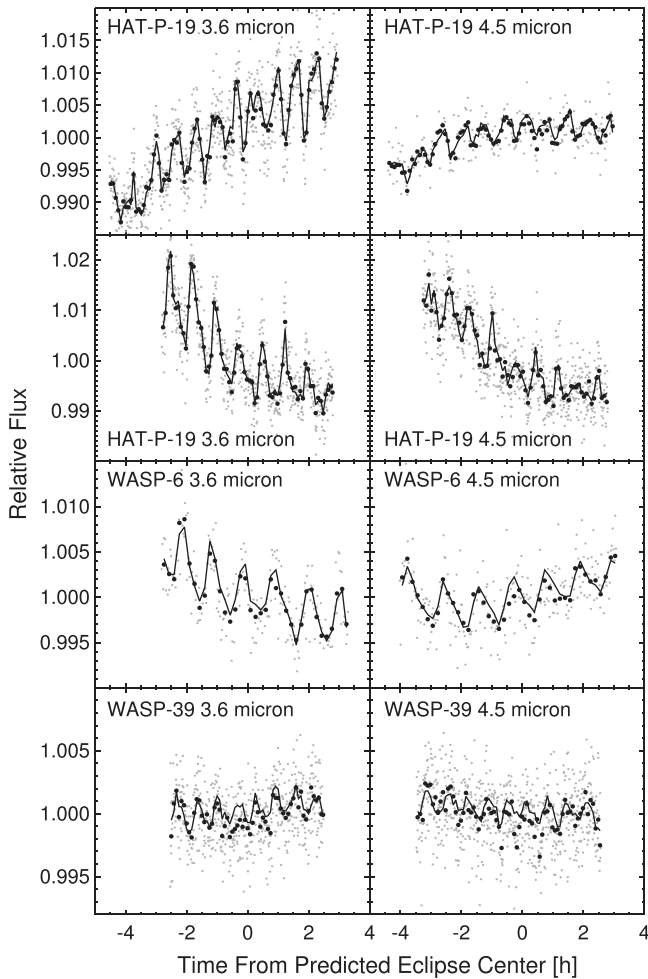 HAT-P-19 3.6 micron
HAT-P-19 4.5 micron
1.015
1.010
1.005
1.000
0.995
0.990
1.02
1.01
1.00
0.99
HAT-P-19 3.6 micron
HAT-P-19 4.5 micron
Relative Flux
WASP-6 3.6 micron
WASP-6 4.5 micron
1.010
1.005
1.000
0.995
WASP-39 3.6 micron
WASP-39 4.5 micron
1.005
1.000
0.995
-4 -2 0 2 4 -4 -2 0 2 4
Time From Predicted Eclipse Center [h]